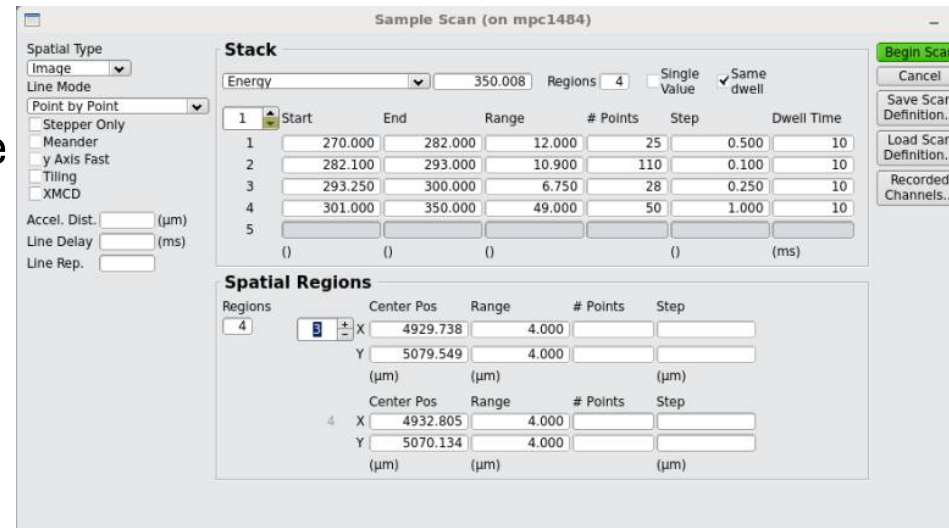 Sample Scan (on mpc1484)
Spatial Type
Image
Line Mode
Point by Point
Stepper Only
Meander
y Axis Fast
Tiling
XMCD
Accel. Dist. (µm)
Line Delay (ms)
Line Rep.
Stack
Energy 350.008 Regions 4 Single Value Same dwell
1 Start End Range # Points Step Dwell Time
1 270.000 282.000 12.000 25 0.500 10
2 282.100 293.000 10.900 110 0.100 10
3 293.250 300.000 6.750 28 0.250 10
4 301.000 350.000 49.000 50 1.000 10
5
() () () () (ms)
Spatial Regions
Regions Center Pos Range # Points Step
4 3 X 4929.738 4.000
Y 5079.549 4.000
(µm) (µm) (µm)
Center Pos Range # Points Step
4 X 4932.805 4.000
Y 5070.134 4.000
(µm) (µm) (µm)
Begin Scan
Cancel
Save Scan
Definition..
Load Scan
Definition..
Recorded
Channels..
e